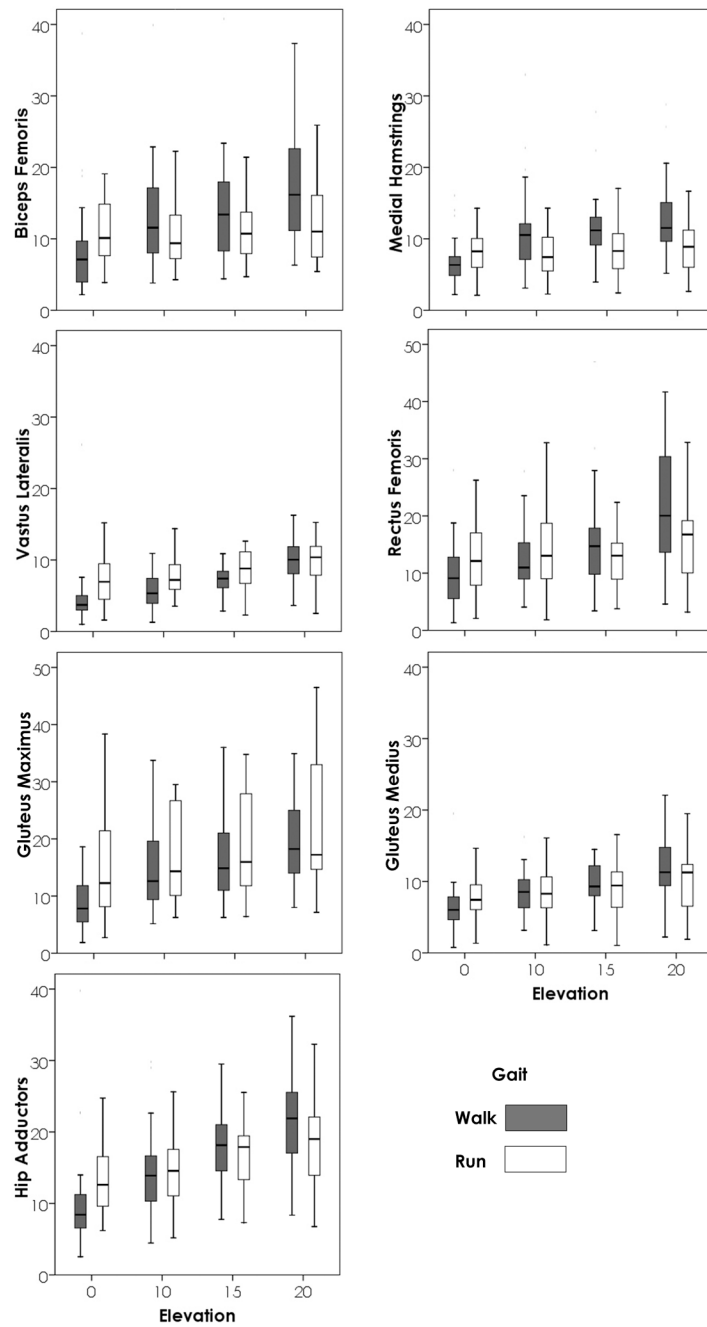 40
30
20
10
0
Biceps Femoris
40
30
20
10
0
Medial Hamstrings
40
30
20
10
0
Vastus Lateralis
50
40
30
20
10
0
Rectus Femoris
50
40
30
20
10
0
Gluteus Maximus
40
30
20
10
0
Gluteus Medius
0 10 15 20
Elevation
40
30
20
10
0
Hip Adductors
0 10 15 20
Elevation
Gait
Walk
Run